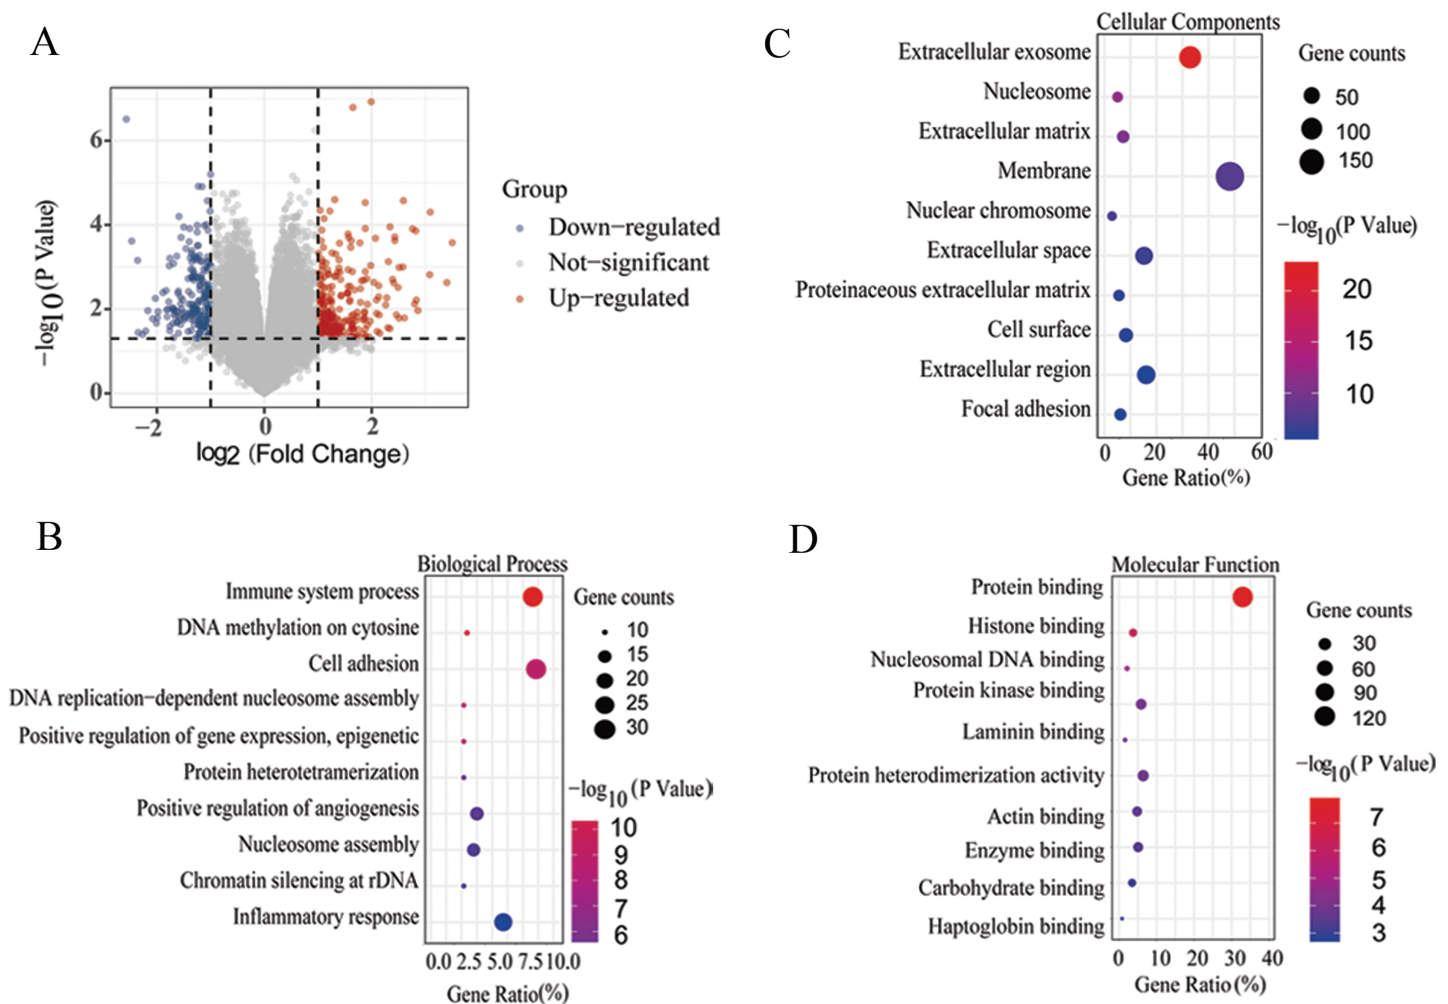 A
6
4
2
0
−2
0
2
−log10(P Value)
log2 (Fold Change)
Group
Down−regulated
Not−significant
Up−regulated
C
Cellular Components
Extracellular exosome
Nucleosome
Extracellular matrix
Membrane
Nuclear chromosome
Extracellular space
Proteinaceous extracellular matrix
Cell surface
Extracellular region
Focal adhesion
0 20 40 60
Gene Ratio(%)
Gene counts
50
100
150
−log10(P Value)
20
15
10
B
Biological Process
Immune system process
DNA methylation on cytosine
Cell adhesion
DNA replication−dependent nucleosome assembly
Positive regulation of gene expression, epigenetic
Protein heterotetramerization
Positive regulation of angiogenesis
Nucleosome assembly
Chromatin silencing at rDNA
Inflammatory response
0.0 2.5 5.0 7.5 10.0
Gene Ratio(%)
Gene counts
10
15
20
25
30
−log10(P Value)
10
9
8
7
6
D
Molecular Function
Protein binding
Histone binding
Nucleosomal DNA binding
Protein kinase binding
Laminin binding
Protein heterodimerization activity
Actin binding
Enzyme binding
Carbohydrate binding
Haptoglobin binding
0 10 20 30 40
Gene Ratio(%)
Gene counts
30
60
90
120
−log10(P Value)
7
6
5
4
3